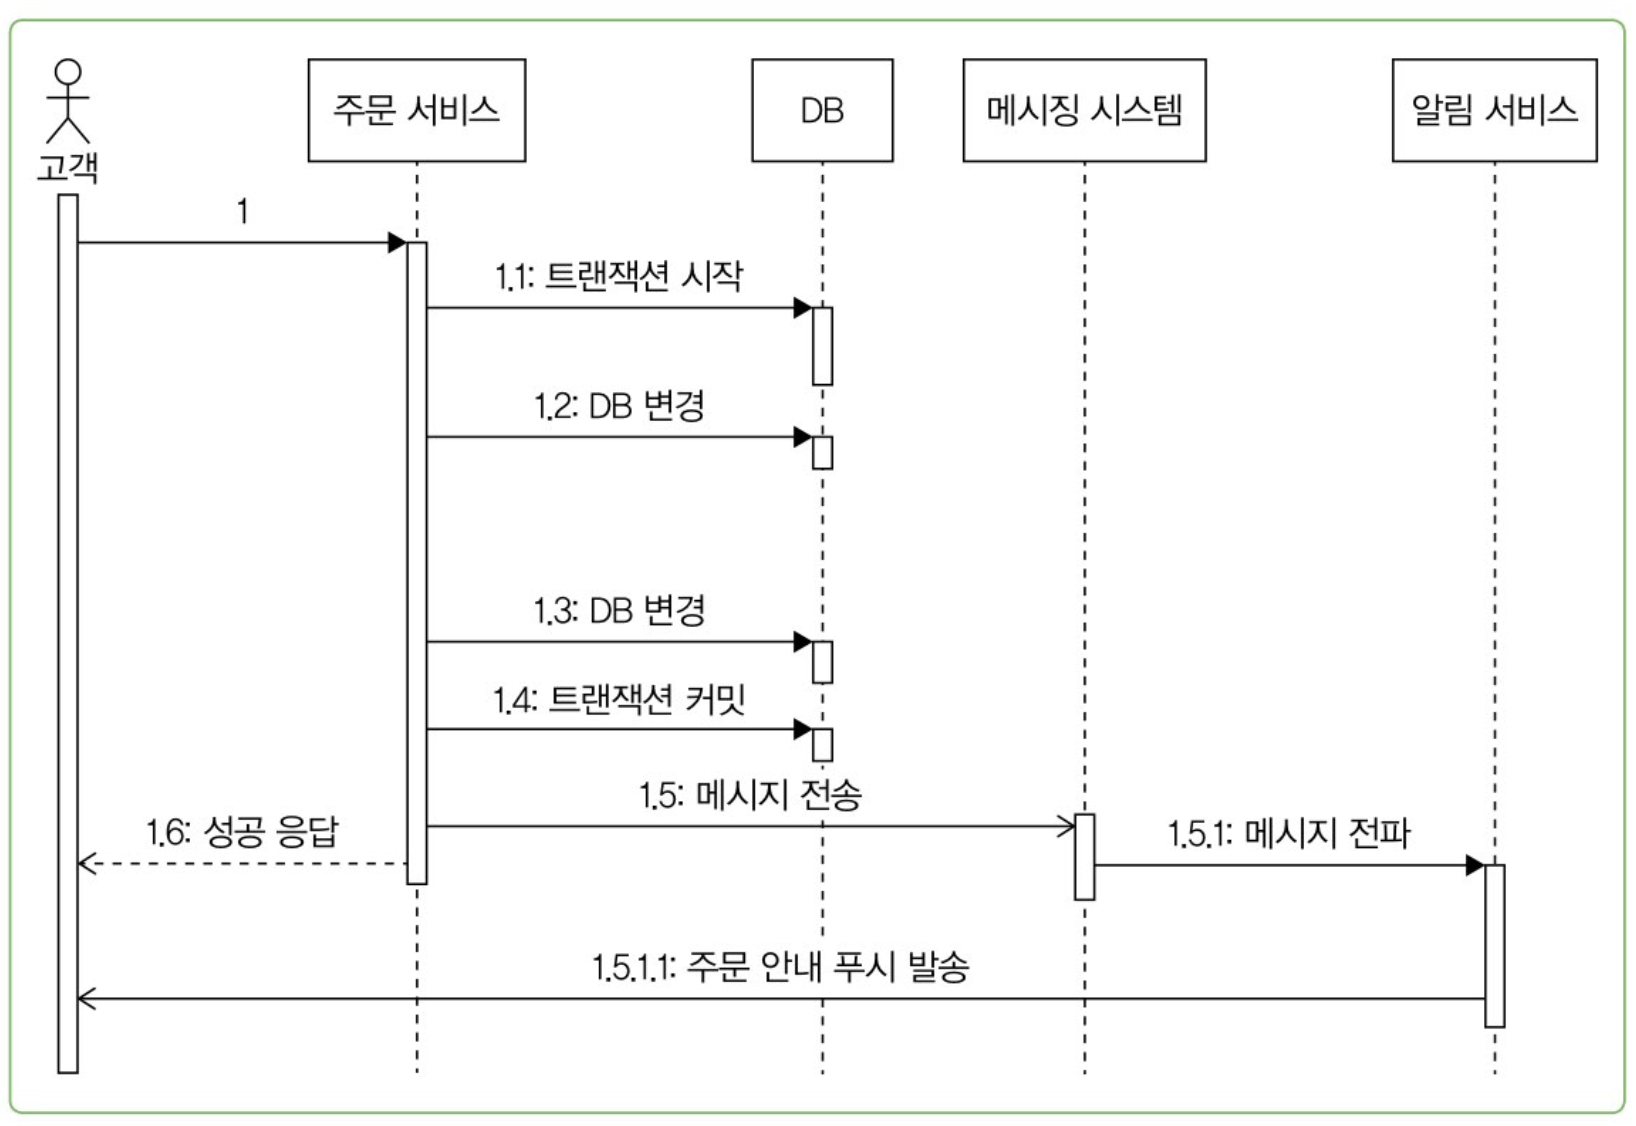 고객
주문 서비스
DB
메시징 시스템
알림 서비스
1
1.1: 트랜잭션 시작
1.2: DB 변경
1.3: DB 변경
1.4: 트랜잭션 커밋
1.5: 메시지 전송
1.6: 성공 응답
1.5.1: 메시지 전파
1.5.1.1: 주문 안내 푸시 발송